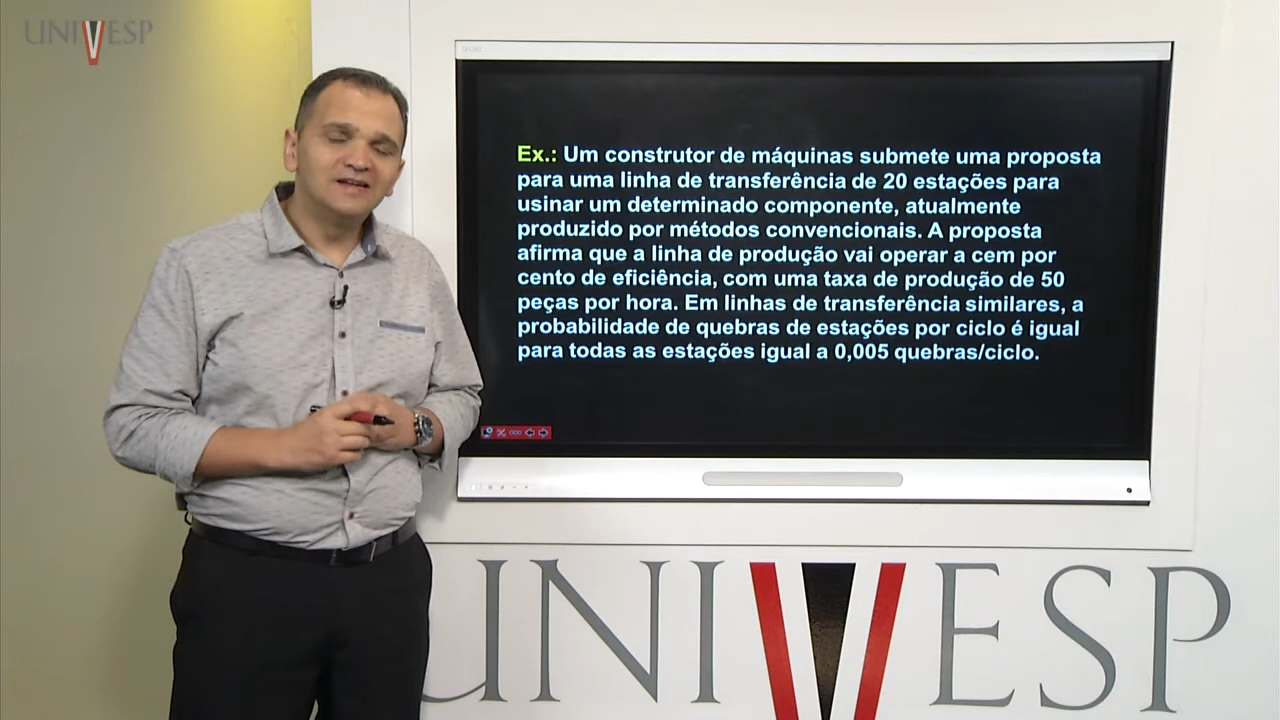 UNIVESP
Ex.: Um construtor de máquinas submete uma proposta
para uma linha de transferência de 20 estações para
usinar um determinado componente, atualmente
produzido por métodos convencionais. A proposta
afirma que a linha de produção vai operar a cem por
cento de eficiência, com uma taxa de produção de 50
peças por hora. Em linhas de transferência similares, a
probabilidade de quebras de estações por ciclo é igual
para todas as estações igual a 0,005 quebras/ciclo.
UNIVESP